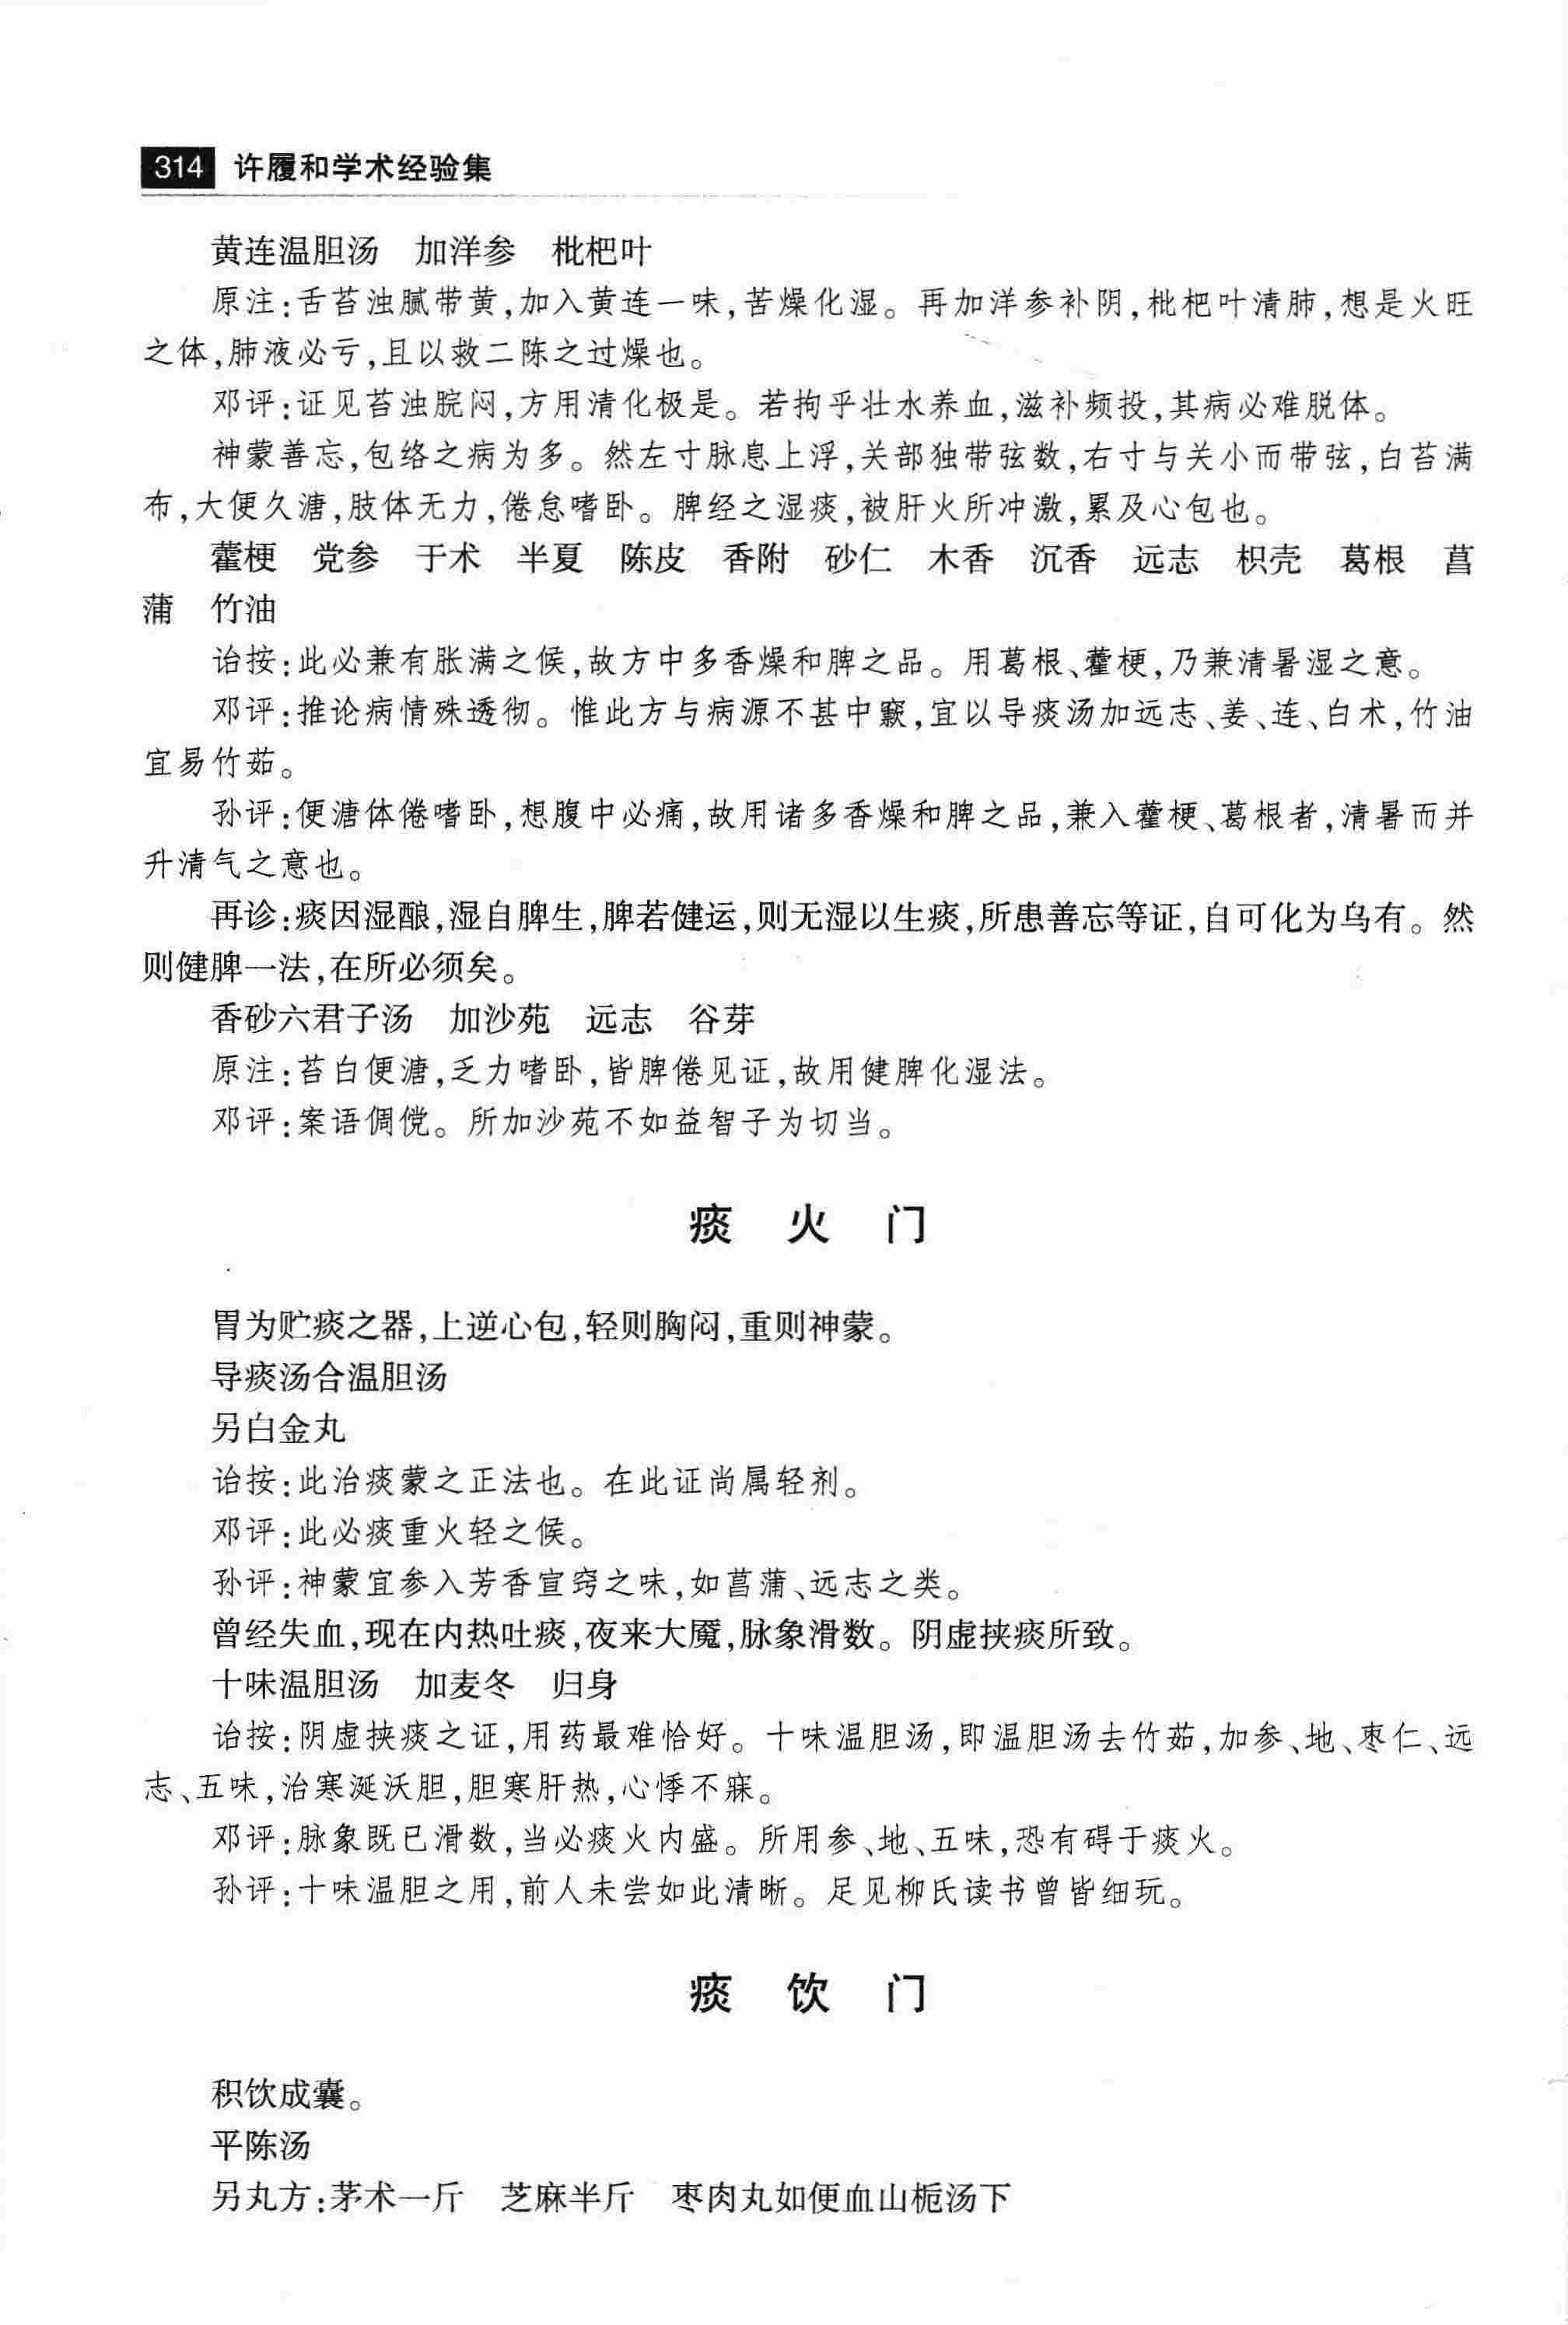 314 许履和学术经验集
黄连温胆汤 加洋参 枇杷叶
原注:舌苔浊腻带黄,加入黄连一味,苦燥化湿。再加洋参补阴,枇杷叶清肺,想是火旺
之体,肺液必亏,且以救二陈之过燥也。
邓评:证见苔浊脘闷,方用清化极是。若拘乎壮水养血,滋补频投,其病必难脱体。
神蒙善忘,包络之病为多。然左寸脉息上浮,关部独带弦数,右寸与关小而带弦,白苔满
布,大便久溏,肢体无力,倦怠嗜卧。脾经之湿痰,被肝火所冲激,累及心包也。
藿梗 党参 于术 半夏 陈皮 香附 砂仁 木香 沉香 远志 枳壳 葛根 菖
蒲 竹油
诒按:此必兼有胀满之候,故方中多香燥和脾之品。用葛根、藿梗,乃兼清暑湿之意。
邓评:推论病情殊透彻。惟此方与病源不甚中窾,宜以导痰汤加远志、姜、连、白术,竹油
宜易竹茹。
孙评:便溏体倦嗜卧,想腹中必痛,故用诸多香燥和脾之品,兼入藿梗、葛根者,清暑而并
升清气之意也。
再诊:痰因湿酿,湿自脾生,脾若健运,则无湿以生痰,所患善忘等证,自可化为乌有。然
则健脾一法,在所必须矣。
香砂六君子汤 加沙苑 远志 谷芽
原注:苔白便溏,乏力嗜卧,皆脾倦见证,故用健脾化湿法。
邓评:案语倜傥。所加沙苑不如益智子为切当。
痰 火 门
胃为贮痰之器,上逆心包,轻则胸闷,重则神蒙。
导痰汤合温胆汤
另白金丸
诒按:此治痰蒙之正法也。在此证尚属轻剂。
邓评:此必痰重火轻之候。
孙评:神蒙宜参入芳香宣窍之味,如菖蒲、远志之类。
曾经失血,现在内热吐痰,夜来大魇,脉象滑数。阴虚挟痰所致。
十味温胆汤 加麦冬 归身
诒按:阴虚挟痰之证,用药最难恰好。十味温胆汤,即温胆汤去竹茹,加参、地、枣仁、远
志、五味,治寒涎沃胆,胆寒肝热,心悸不寐。
邓评:脉象既已滑数,当必痰火内盛。所用参、地、五味,恐有碍于痰火。
孙评:十味温胆之用,前人未尝如此清晰。足见柳氏读书曾皆细玩。
痰 饮 门
积饮成囊。
平陈汤
另丸方:茅术一斤 芝麻半斤 枣肉丸如便血山栀汤下